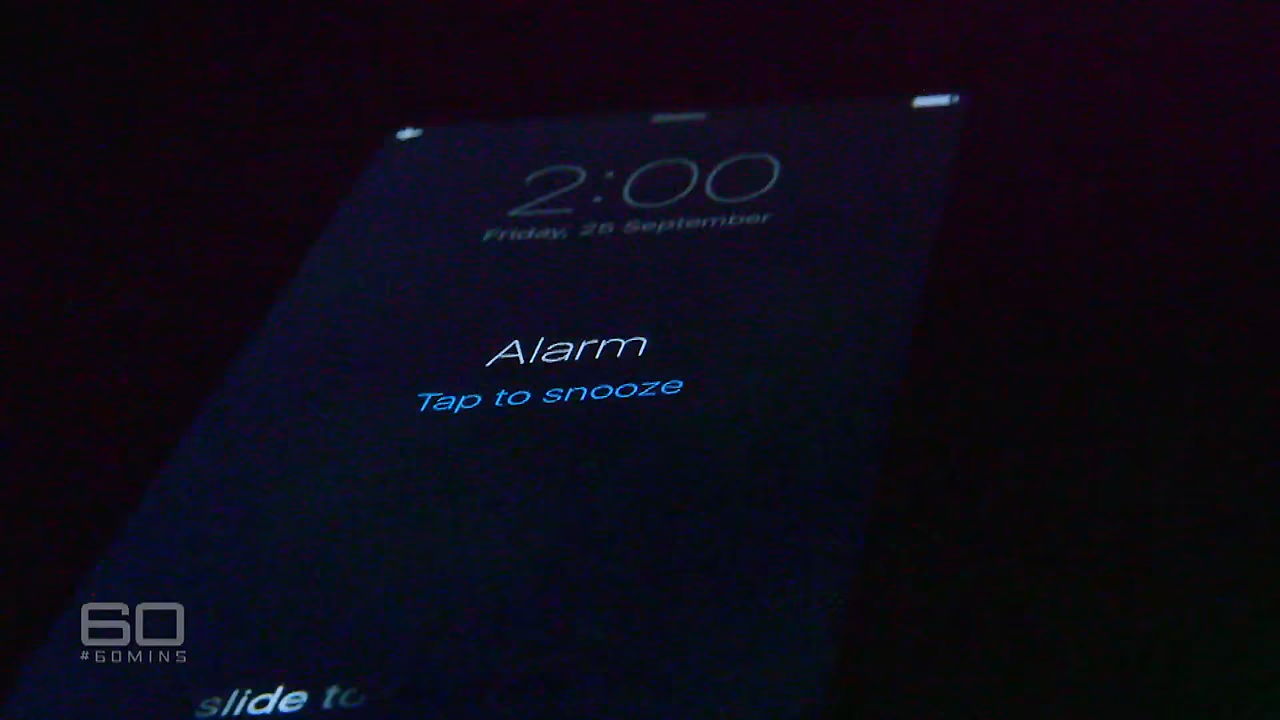 2:00
Friday, 25 September
Alarm
Tap to snooze
60
#60MINS
slide to